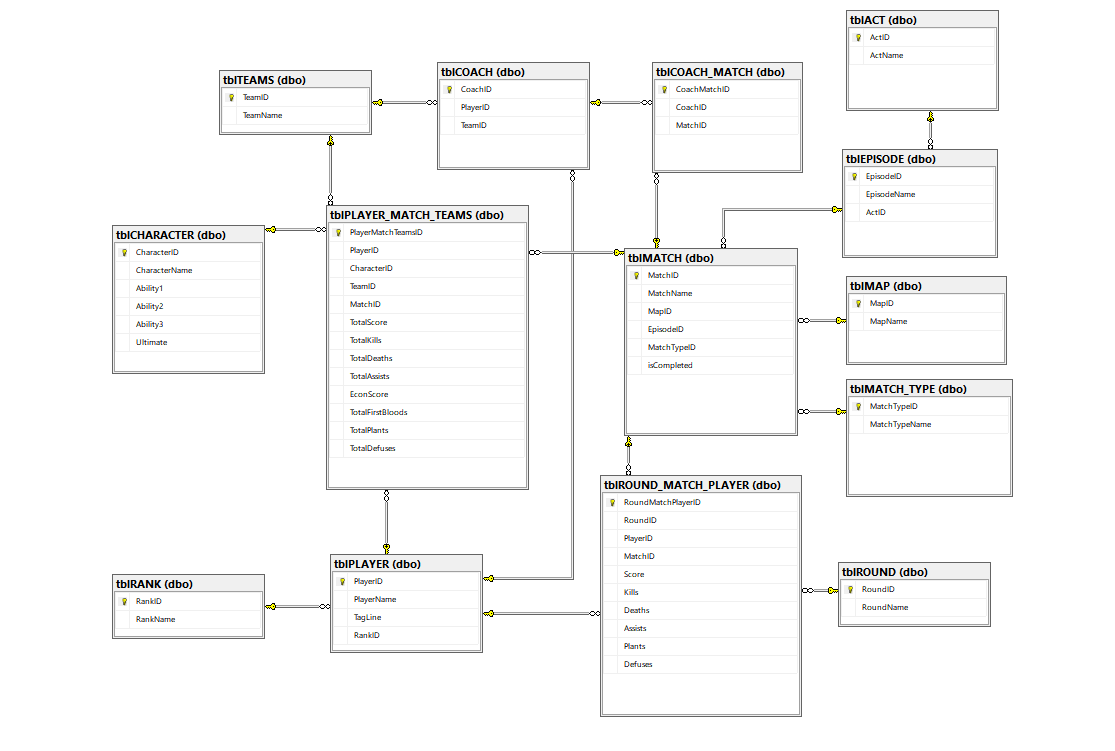 tblACT (dbo)
ActID
ActName
tblTEAMS (dbo)
TeamID
TeamName
tblCOACH (dbo)
CoachID
PlayerID
TeamID
tblCOACH_MATCH (dbo)
CoachMatchID
CoachID
MatchID
tblEPISODE (dbo)
EpisodeID
EpisodeName
ActID
tblCHARACTER (dbo)
CharacterID
CharacterName
Ability1
Ability2
Ability3
Ultimate
tblPLAYER_MATCH_TEAMS (dbo)
PlayerMatchTeamsID
PlayerID
CharacterID
TeamID
MatchID
TotalScore
TotalKills
TotalDeaths
TotalAssists
EconScore
TotalFirstBloods
TotalPlants
TotalDefuses
tblMATCH (dbo)
MatchID
MatchName
MapID
EpisodeID
MatchTypeID
isCompleted
tblMAP (dbo)
MapID
MapName
tblMATCH_TYPE (dbo)
MatchTypeID
MatchTypeName
tblROUND_MATCH_PLAYER (dbo)
RoundMatchPlayerID
RoundID
PlayerID
MatchID
Score
Kills
Deaths
Assists
Plants
Defuses
tblRANK (dbo)
RankID
RankName
tblPLAYER (dbo)
PlayerID
PlayerName
TagLine
RankID
tblROUND (dbo)
RoundID
RoundName